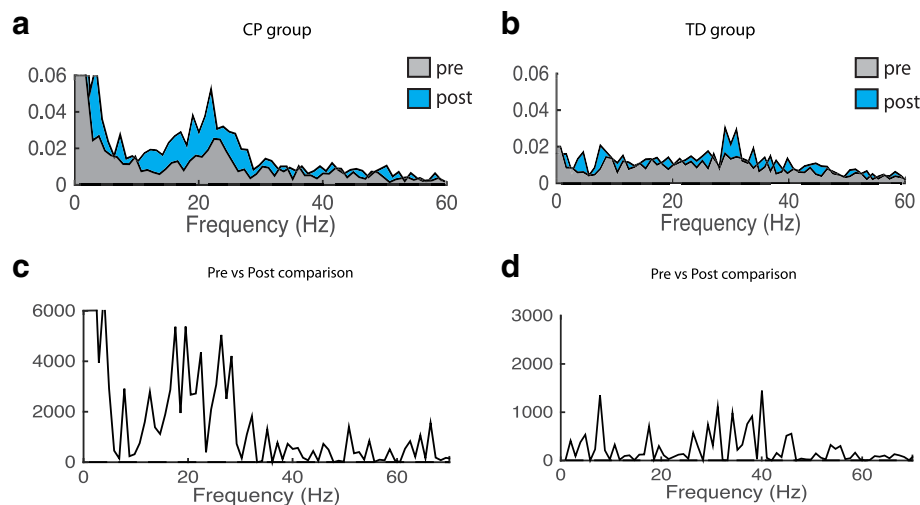 a
CP group
pre
post
0.06
0.04
0.02
0
0 20 40 60
Frequency (Hz)
b
TD group
pre
post
0.06
0.04
0.02
0
0 20 40 60
Frequency (Hz)
c
Pre vs Post comparison
6000
4000
2000
0
0 20 40 60
Frequency (Hz)
d
Pre vs Post comparison
3000
2000
1000
0
0 20 40 60
Frequency (Hz)